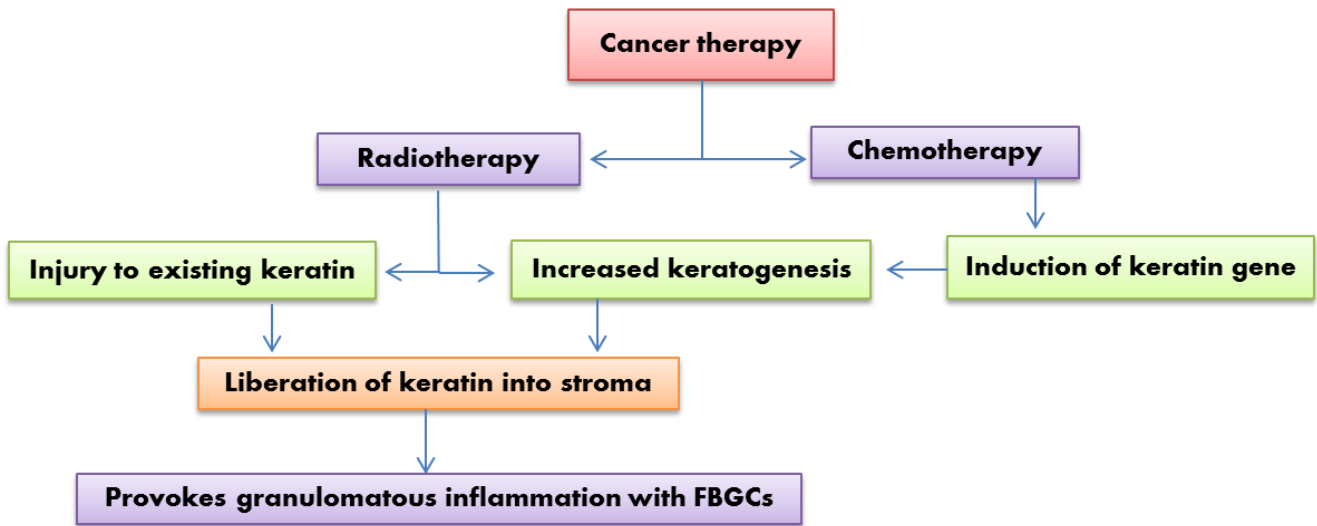 Cancer therapy
Radiotherapy
Chemotherapy
Injury to existing keratin
Increased keratogenesis
Induction of keratin gene
Liberation of keratin into stroma
Provokes granulomatous inflammation with FBGCs